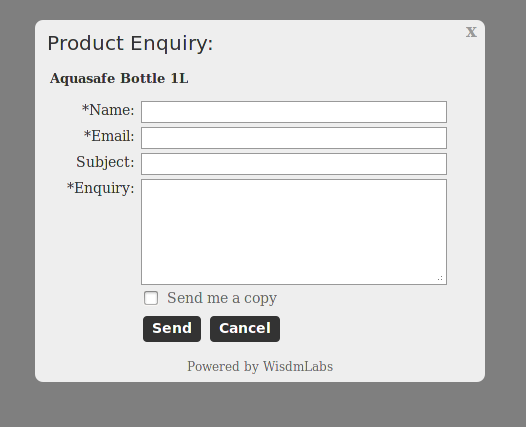 x
Product Enquiry:
Aquasafe Bottle 1L
*Name:
*Email:
Subject:
*Enquiry:
Send me a copy
Send Cancel
Powered by WisdmLabs